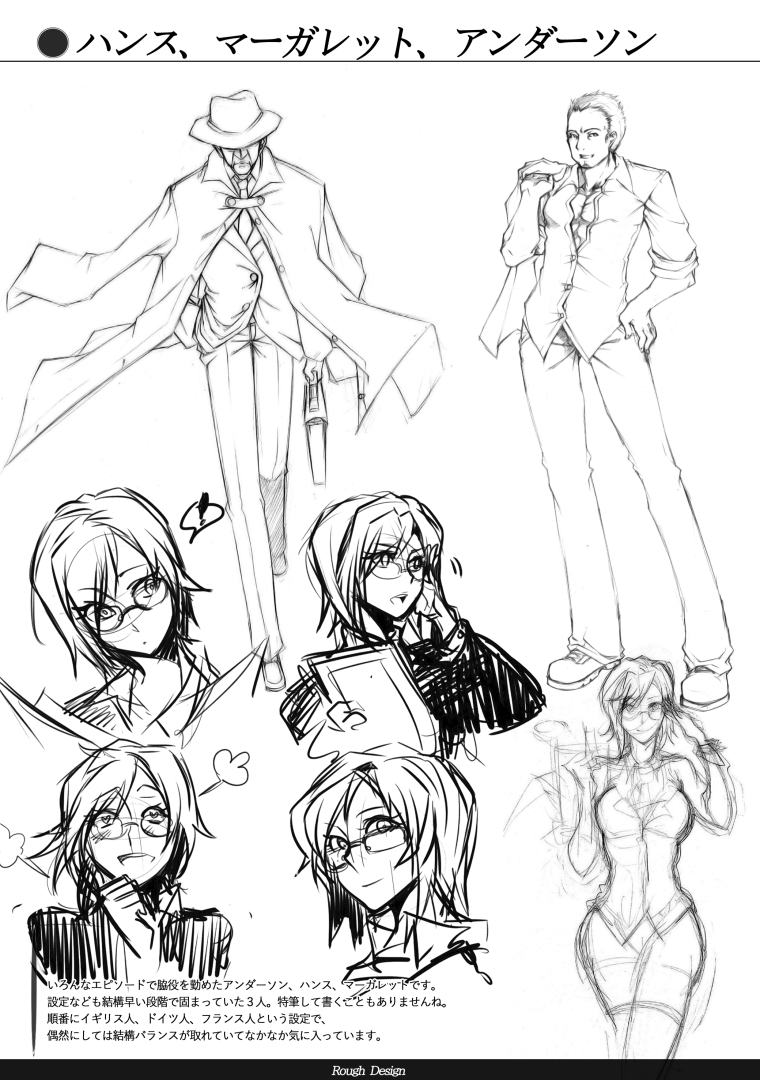 ●ハンス、マーガレット、アンダーソン
いろんなエピソードで脇役を勤めたアンダーソン、ハンス、マーガレットです。
設定なども結構早い段階で固まっていた３人。特筆して書くこともありませんね。
順番にイギリス人、ドイツ人、フランス人という設定で、
偶然にしては結構バランスが取れていてなかなか気に入っています。
Rough Design